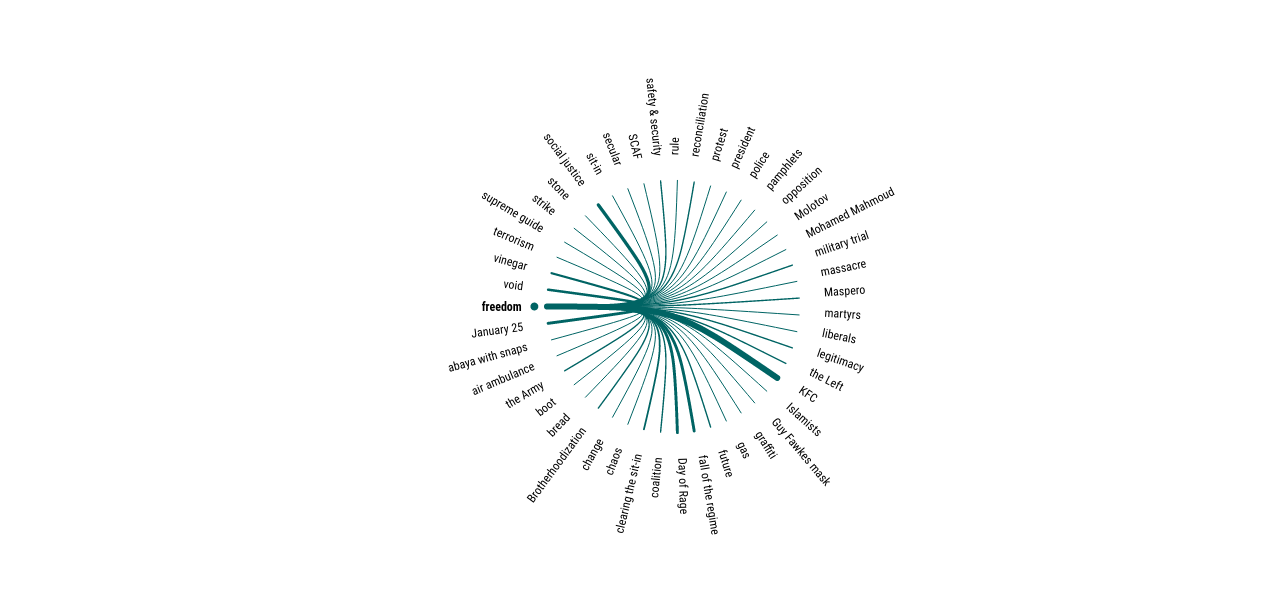 safety & security
rule
reconciliation
protest
president
police
pamphlets
opposition
Molotov
Mohamed Mahmoud
military trial
massacre
Maspero
martyrs
liberals
legitimacy
the Left
KFC
Islamists
Guy Fawkes mask
graffiti
gas
future
fall of the regime
Day of Rage
coalition
clearing the sit-in
chaos
change
Brotherhoodization
bread
boot
the Army
air ambulance
abaya with snaps
January 25
freedom
void
vinegar
terrorism
supreme guide
strike
stone
social justice
sit-in
secular
SCAF